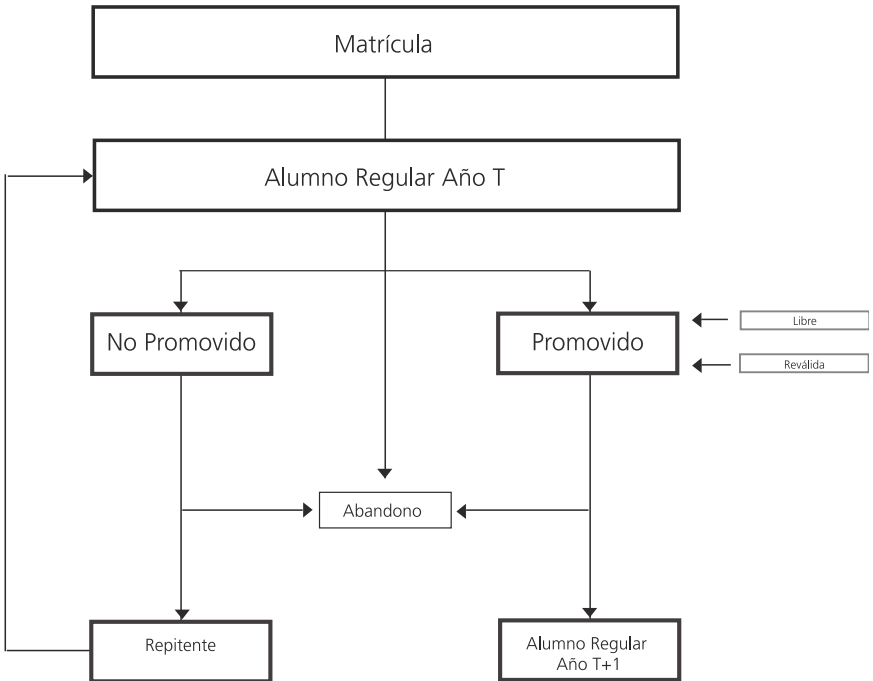 Matrícula
Alumno Regular Año T
No Promovido
Promovido
Libre
Reválida
Abandono
Repitente
Alumno Regular
Año T+1